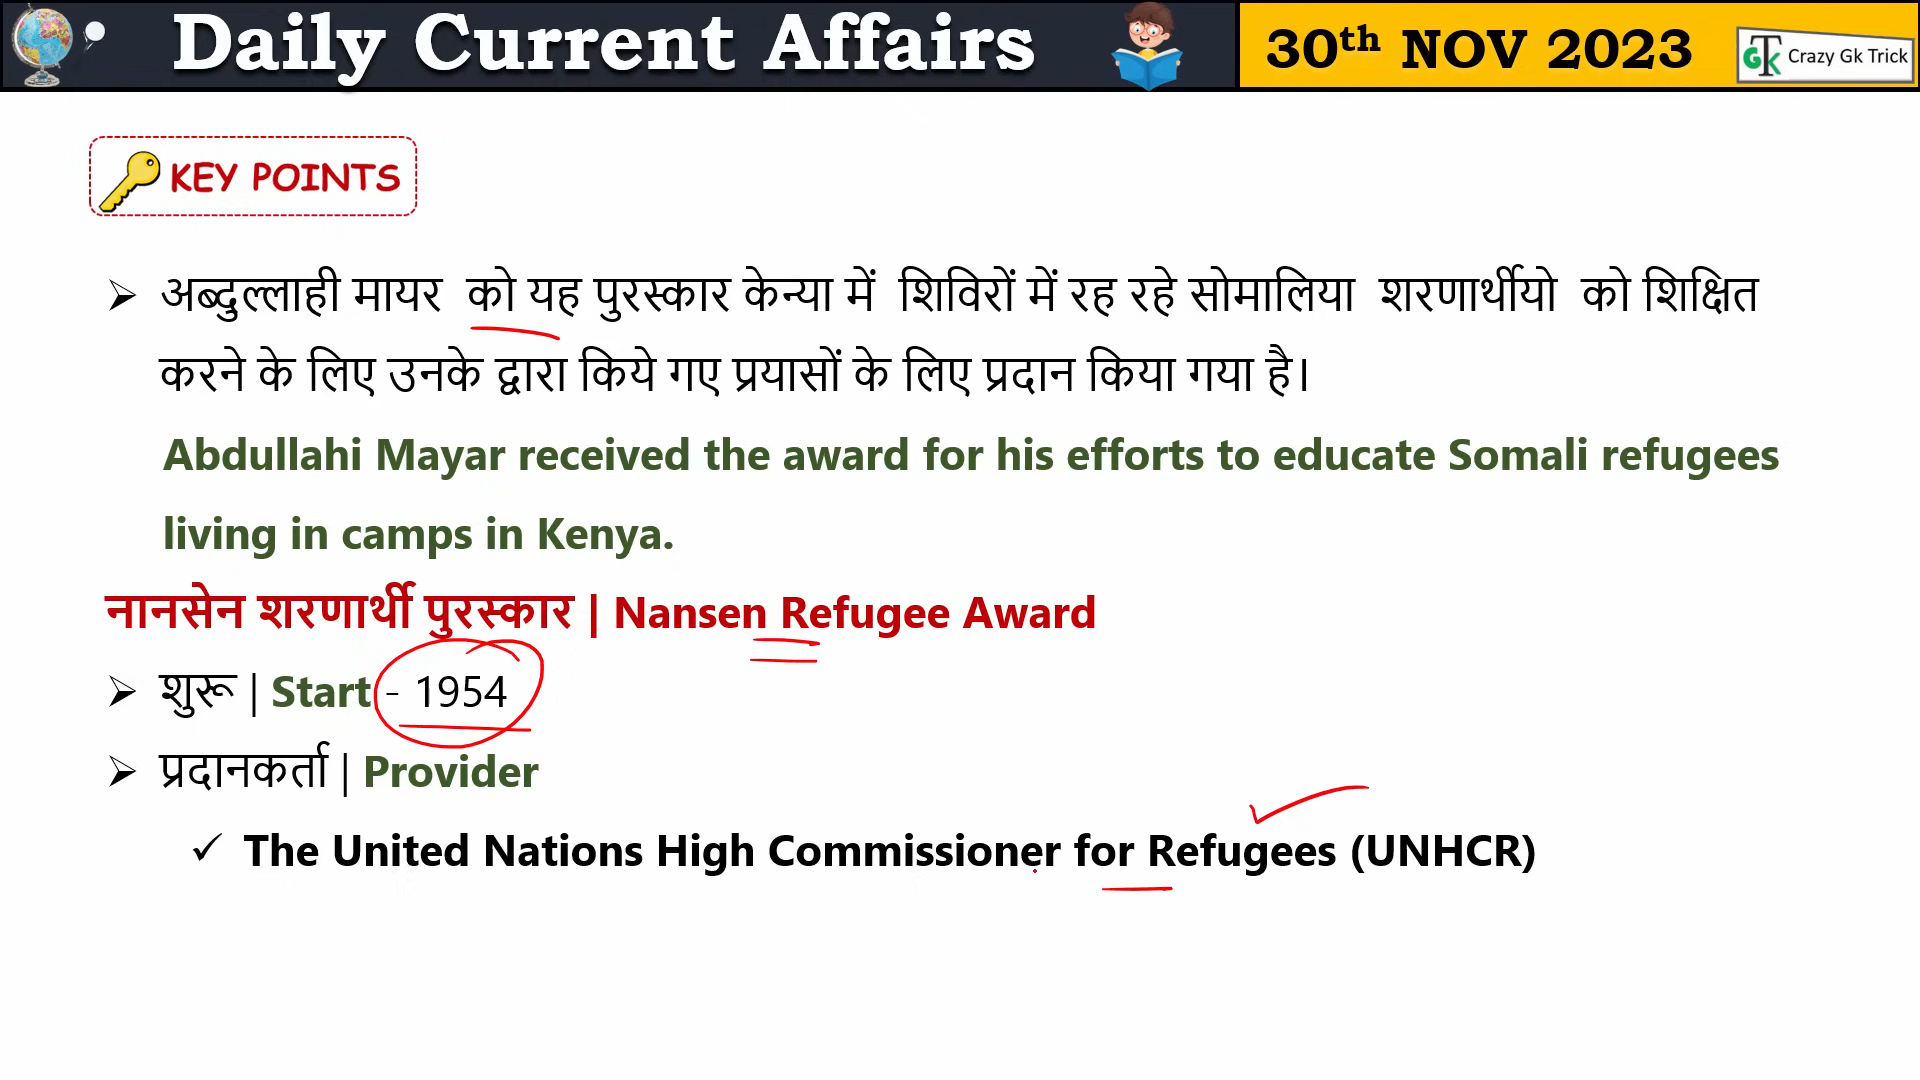 Daily Current Affairs
30th NOV 2023
GK Crazy Gk Trick
KEY POINTS
➢ अब्दुल्लाही मायर को यह पुरस्कार केन्या में शिविरों में रह रहे सोमालिया शरणार्थीयो को शिक्षित
करने के लिए उनके द्वारा किये गए प्रयासों के लिए प्रदान किया गया है।
Abdullahi Mayar received the award for his efforts to educate Somali refugees
living in camps in Kenya.
नानसेन शरणार्थी पुरस्कार | Nansen Refugee Award
➢ शुरू | Start - 1954
➢ प्रदानकर्ता | Provider
✓ The United Nations High Commissioner for Refugees (UNHCR)